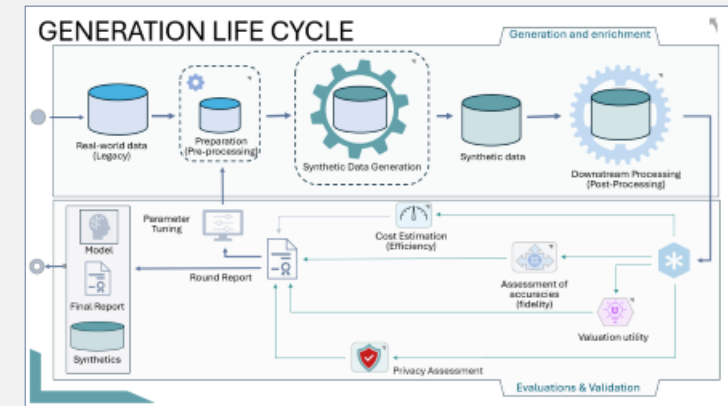 GENERATION LIFE CYCLE
Generation and enrichment
Real-world data
(Legacy)
Preparation
(Pre-processing)
Synthetic Data Generation
Synthetic data
Downstream Processing
(Post-Processing)
Parameter
Tuning
Model
Final Report
Synthetics
Round Report
Cost Estimation
(Efficiency)
Assessment of
accuracies
(fidelity)
Valuation utility
Privacy Assessment
Evaluations & Validation